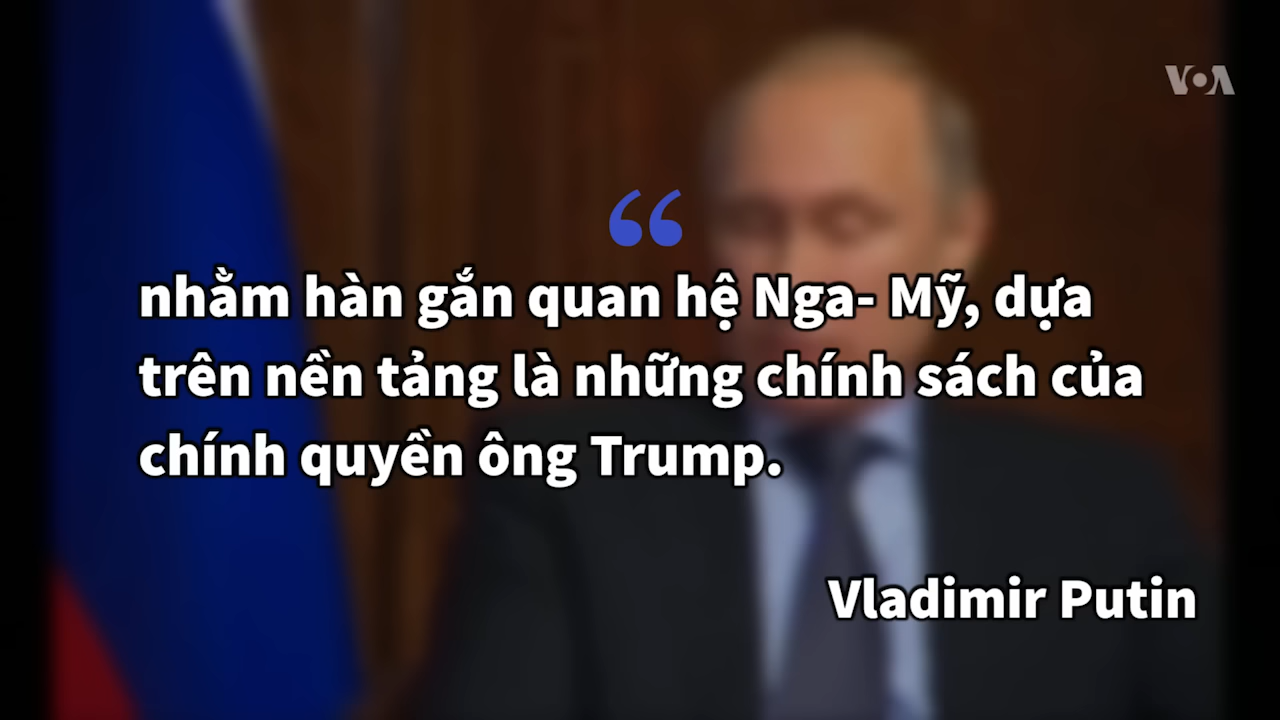 VOA
“
nhằm hàn gắn quan hệ Nga- Mỹ, dựa
trên nền tảng là những chính sách của
chính quyền ông Trump.
Vladimir Putin